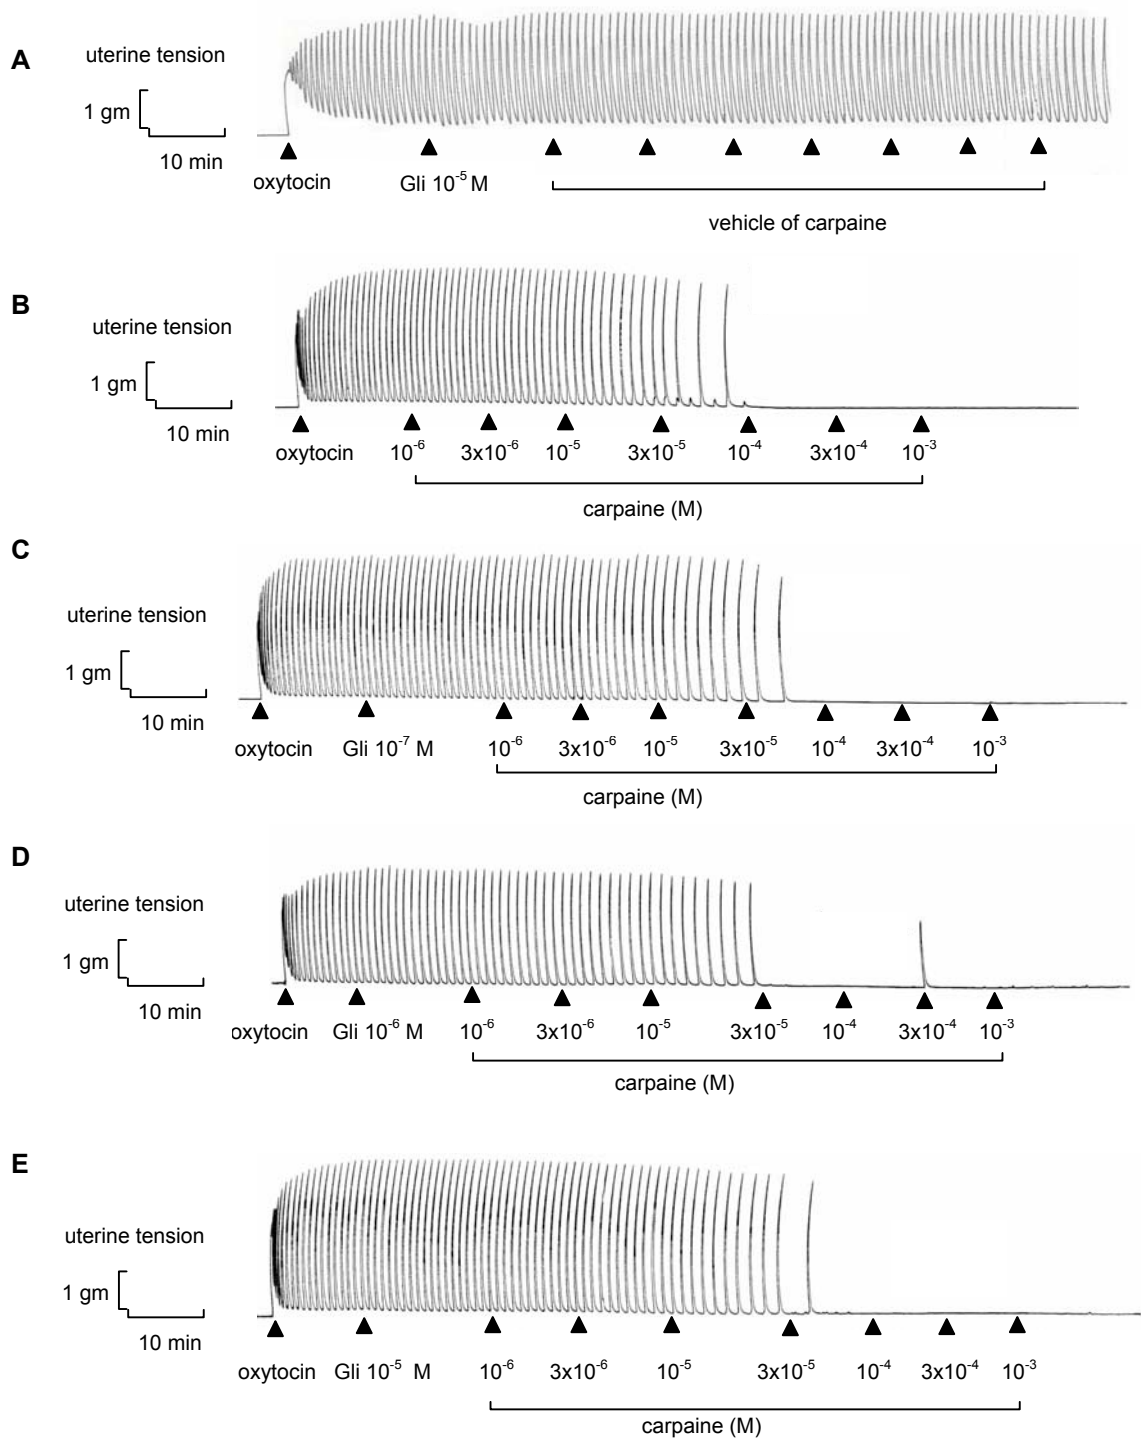 A
uterine tension
1 gm
10 min
oxytocin Gli 10⁻⁵ M
vehicle of carpaine
B
uterine tension
1 gm
10 min
oxytocin 10⁻⁶ 3x10⁻⁶ 10⁻⁵ 3x10⁻⁵ 10⁻⁴ 3x10⁻⁴ 10⁻³
carpaine (M)
C
uterine tension
1 gm
10 min
oxytocin Gli 10⁻⁷ M 10⁻⁶ 3x10⁻⁶ 10⁻⁵ 3x10⁻⁵ 10⁻⁴ 3x10⁻⁴ 10⁻³
carpaine (M)
D
uterine tension
1 gm
10 min
oxytocin Gli 10⁻⁶ M 10⁻⁶ 3x10⁻⁶ 10⁻⁵ 3x10⁻⁵ 10⁻⁴ 3x10⁻⁴ 10⁻³
carpaine (M)
E
uterine tension
1 gm
10 min
oxytocin Gli 10⁻⁵ M 10⁻⁶ 3x10⁻⁶ 10⁻⁵ 3x10⁻⁵ 10⁻⁴ 3x10⁻⁴ 10⁻³
carpaine (M)